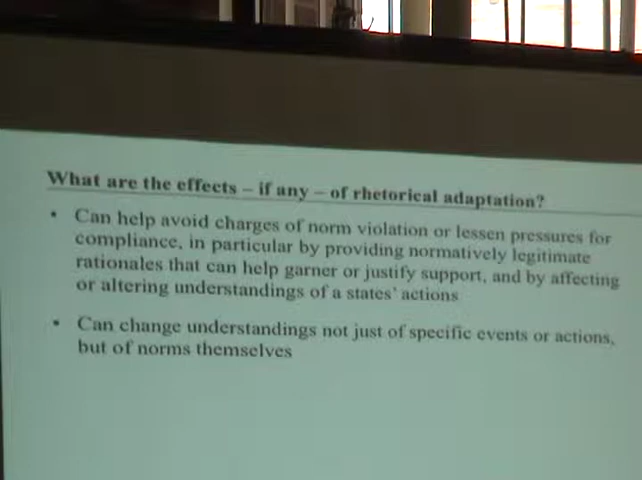 What are the effects – if any – of rhetorical adaptation?
• Can help avoid charges of norm violation or lessen pressures for
compliance, in particular by providing normatively legitimate
rationales that can help garner or justify support, and by affecting
or altering understandings of a states' actions
• Can change understandings not just of specific events or actions,
but of norms themselves